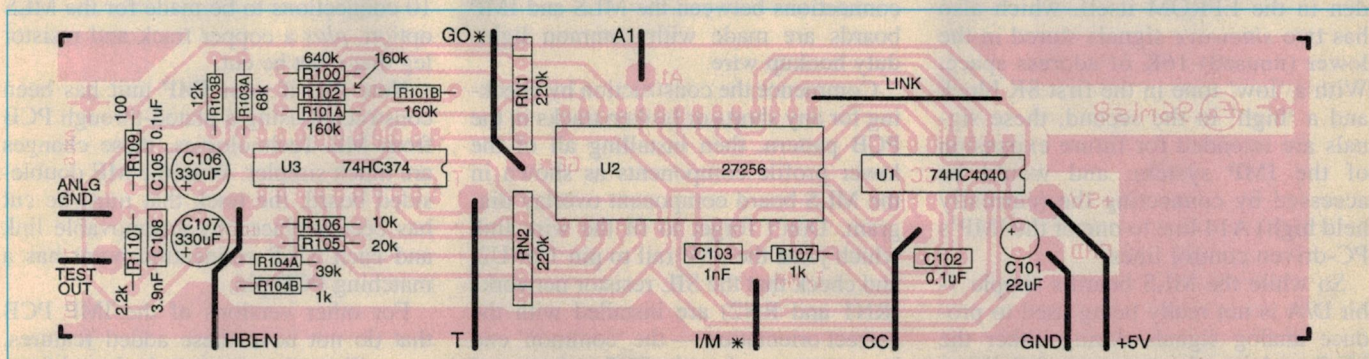 GO*
A1
640k
160k
R100
R102
R101A
160k
R101B
160k
12k
R103B
R103A
68k
RN1
220k
LINK
Ea96mls8
100
R109
0.1uF
C105
C106
330uF
+
U3
74HC374
U2
27256
U1
74HC4040
ANLG
GND
TEST
OUT
C107
330uF
+
R110
2.2k
C108
3.9nF
R106
10k
R105
20k
R104A
39k
R104B
1k
RN2
220k
C103
1nF
R107
1k
C102
0.1uF
C101
22uF
+5V
HBEN
T
I/M *
CC
GND
+5V